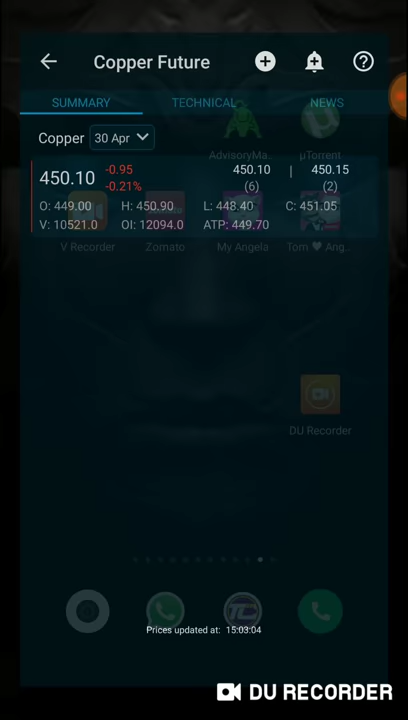 Copper Future
SUMMARY TECHNICAL NEWS
Copper 30 Apr
AdvisoryMa.. µTorrent
450.10 -0.95 450.10 | 450.15
-0.21% (6) (2)
O: 449.00 H: 450.90 L: 448.40 C: 451.05
V: 10521.0 OI: 12094.0 ATP: 449.70
V Recorder Zomato My Angela Tom ♥ Ang..
DU Recorder
Prices updated at: 15:03:04
DU RECORDER